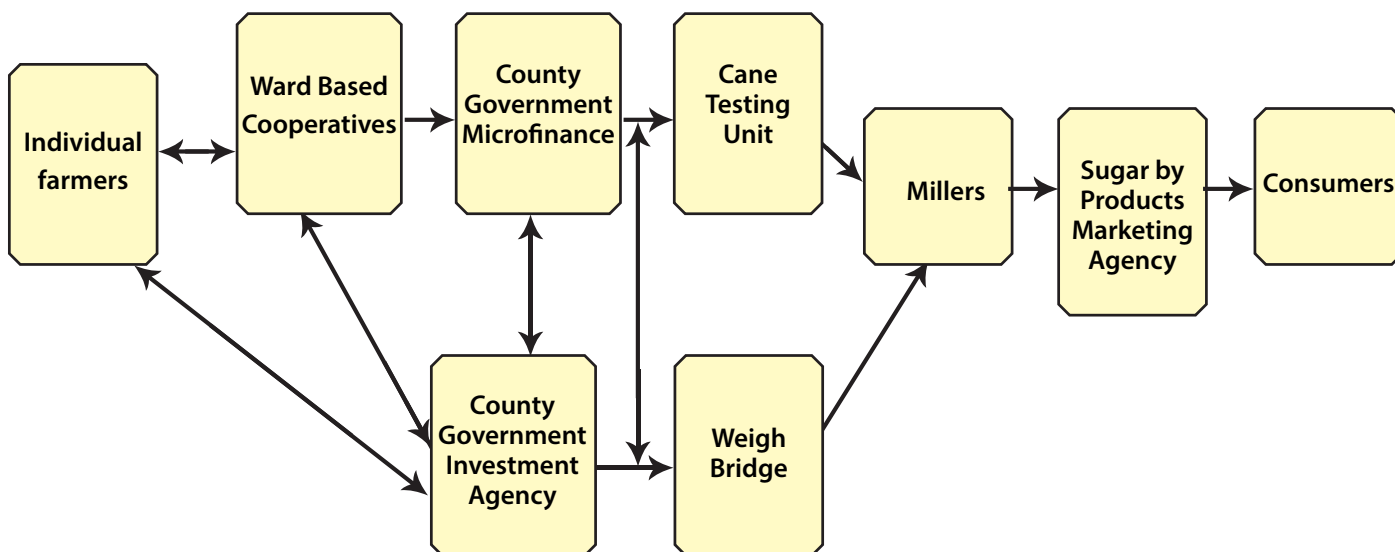 Individual
farmers
Ward Based
Cooperatives
County
Government
Microfinance
Cane
Testing
Unit
Millers
Sugar by
Products
Marketing
Agency
Consumers
County
Government
Investment
Agency
Weigh
Bridge